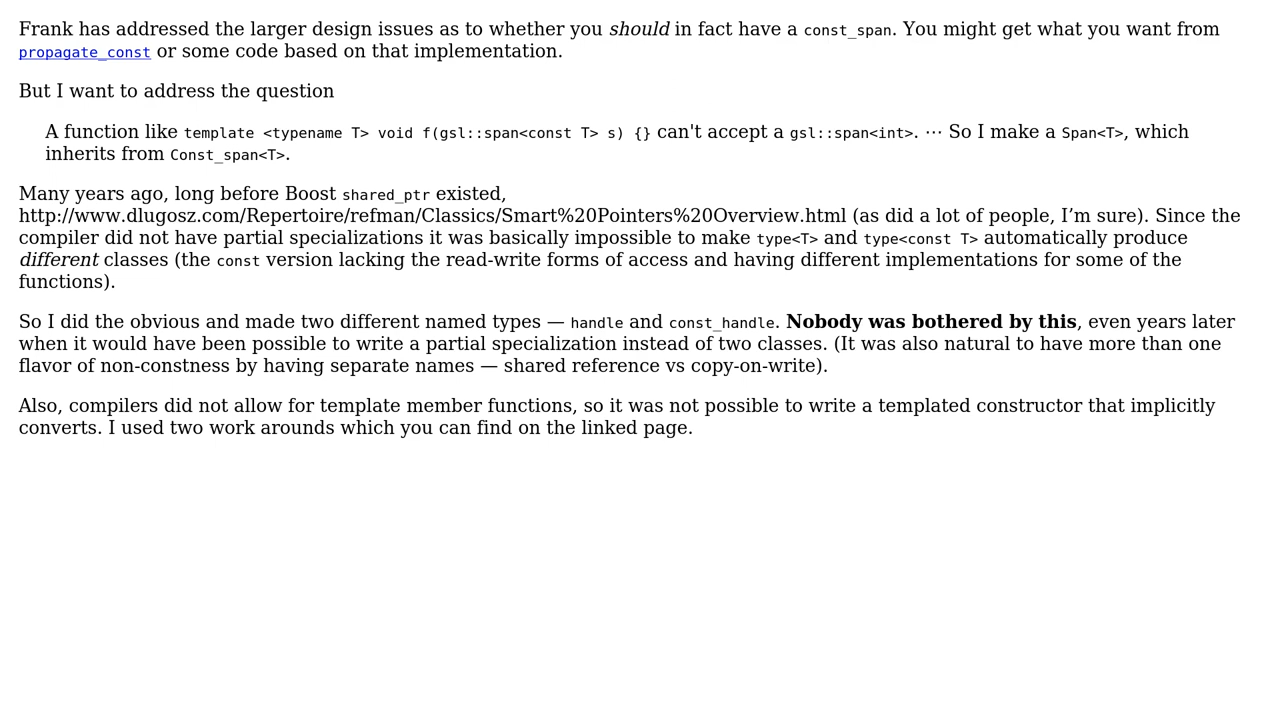 Frank has addressed the larger design issues as to whether you should in fact have a const_span. You might get what you want from
propagate_const or some code based on that implementation.
But I want to address the question
A function like template <typename T> void f(gsl::span<const T> s) {} can't accept a gsl::span<int>. ⋯ So I make a Span<T>, which
inherits from Const_span<T>.
Many years ago, long before Boost shared_ptr existed,
http://www.dlugosz.com/Repertoire/refman/Classics/Smart%20Pointers%20Overview.html (as did a lot of people, I’m sure). Since the
compiler did not have partial specializations it was basically impossible to make type<T> and type<const T> automatically produce
different classes (the const version lacking the read-write forms of access and having different implementations for some of the
functions).
So I did the obvious and made two different named types — handle and const_handle. Nobody was bothered by this, even years later
when it would have been possible to write a partial specialization instead of two classes. (It was also natural to have more than one
flavor of non-constness by having separate names — shared reference vs copy-on-write).
Also, compilers did not allow for template member functions, so it was not possible to write a templated constructor that implicitly
converts. I used two work arounds which you can find on the linked page.